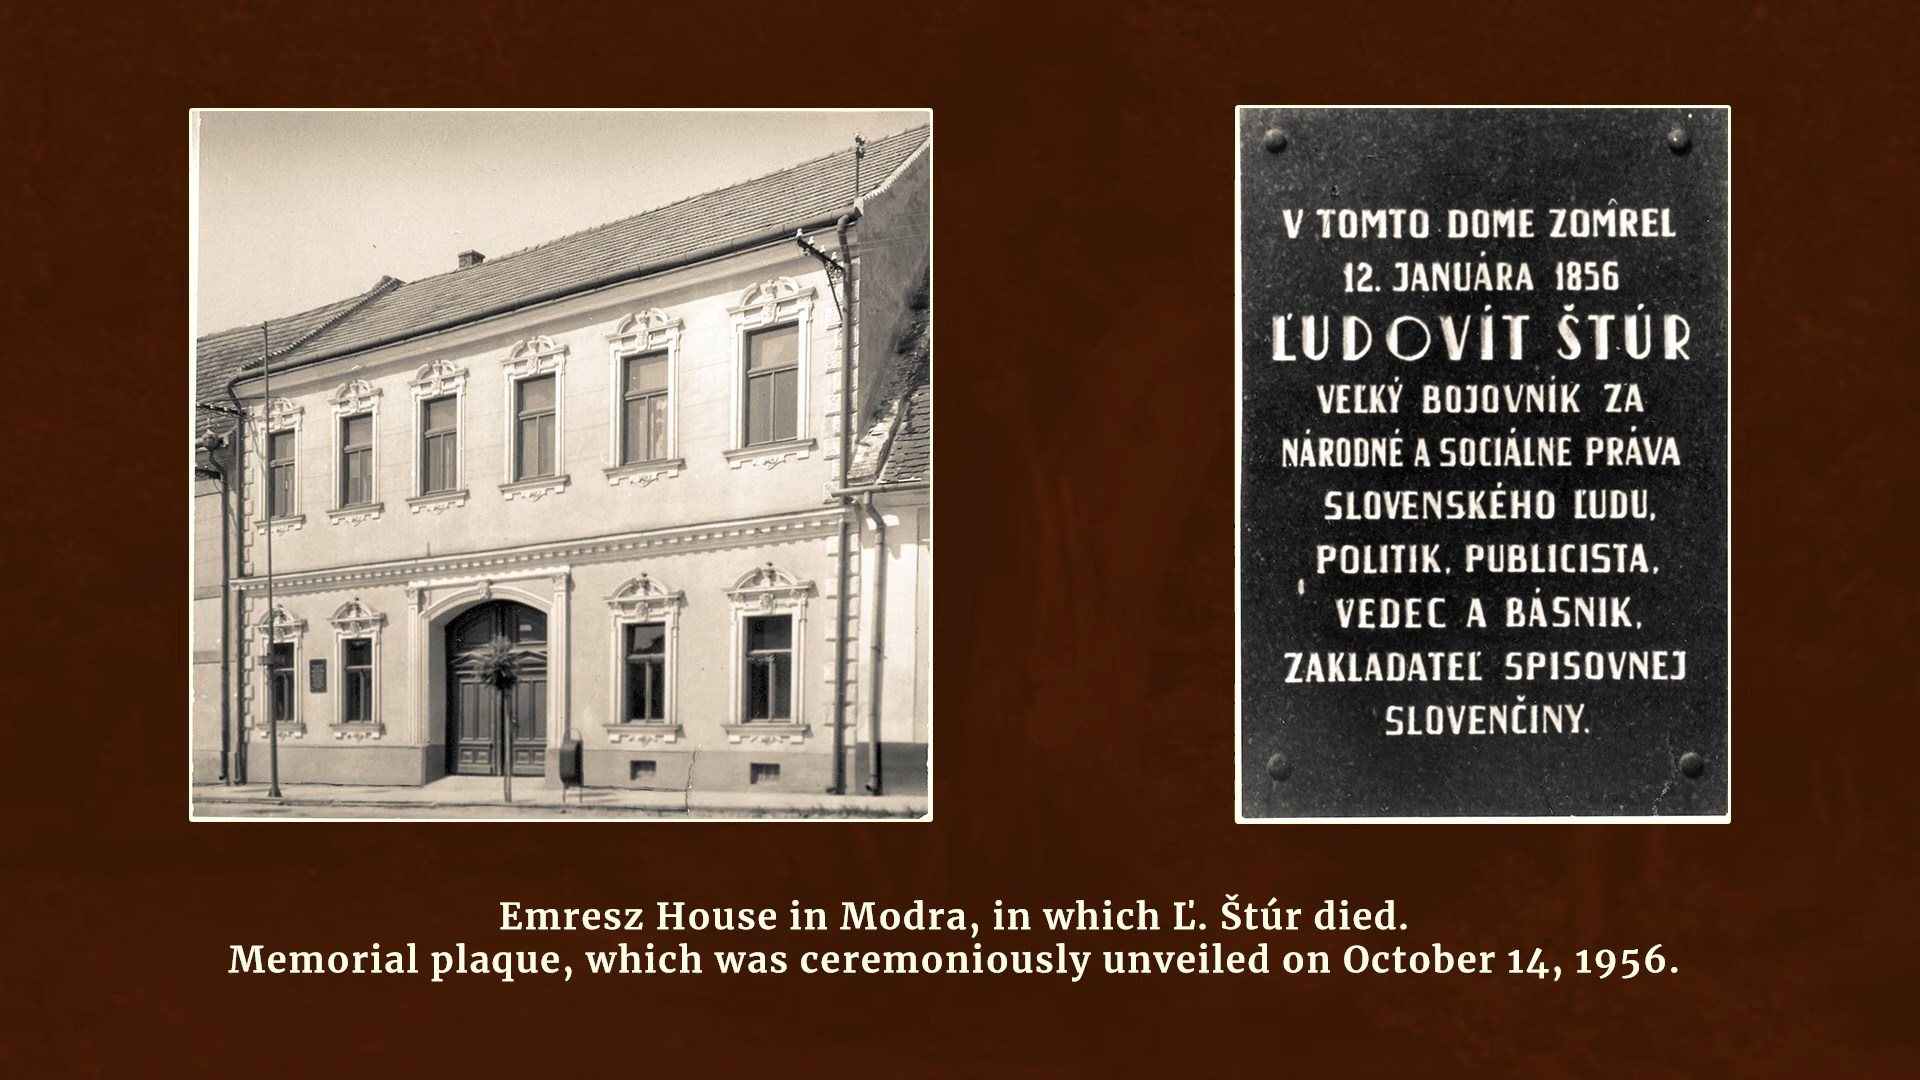 V TOMTO DOME ZOMREL
12. JANUÁRA 1856
ĽUDOVÍT ŠTÚR
VEĽKÝ BOJOVNÍK ZA
NÁRODNÉ A SOCIÁLNE PRÁVA
SLOVENSKÉHO ĽUDU,
POLITIK, PUBLICISTA,
VEDEC A BÁSNIK,
ZAKLADATEĽ SPISOVNEJ
SLOVENČINY.
Emresz House in Modra, in which Ľ. Štúr died.
Memorial plaque, which was ceremoniously unveiled on October 14, 1956.